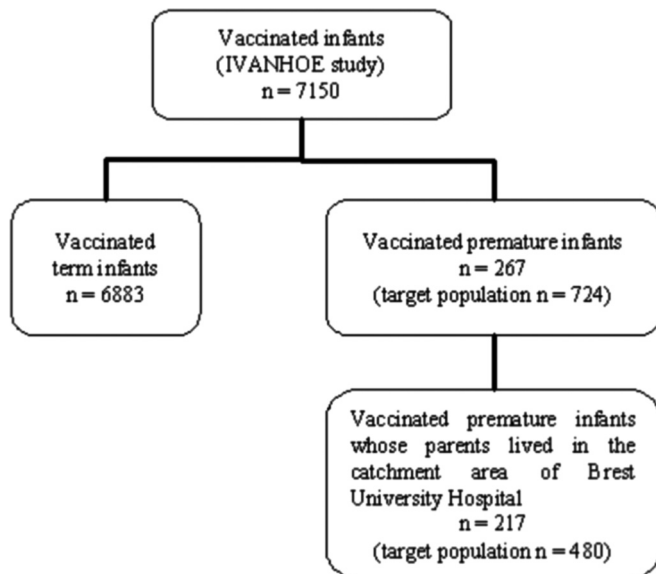 Vaccinated infants
(IVANHOE study)
n = 7150
Vaccinated
term infants
n = 6883
Vaccinated premature infants
n = 267
(target population n = 724)
Vaccinated premature infants
whose parents lived in the
catchment area of Brest
University Hospital
n = 217
(target population n = 480)